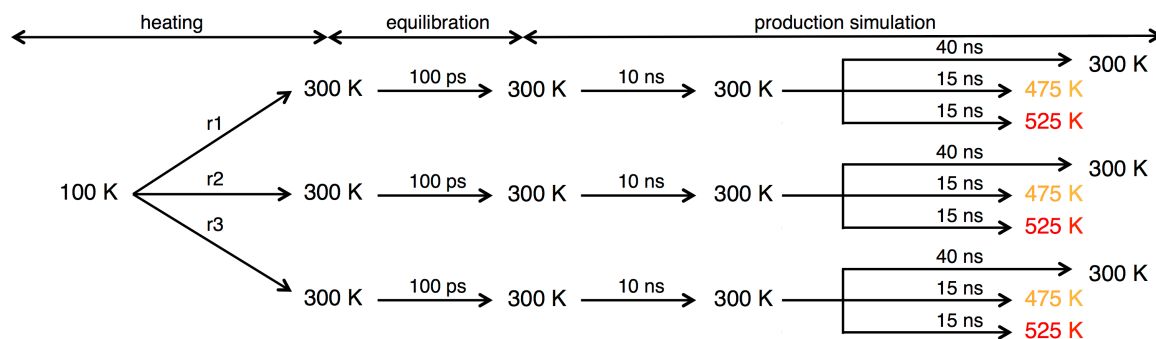 heating equilibration production simulation
40 ns
300 K 100 ps 300 K 10 ns 300 K 15 ns 475 K 300 K
r1 15 ns 525 K
40 ns
100 K r2 300 K 100 ps 300 K 10 ns 300 K 15 ns 475 K 300 K
r3 15 ns 525 K
40 ns
300 K 100 ps 300 K 10 ns 300 K 15 ns 475 K 300 K
15 ns 525 K